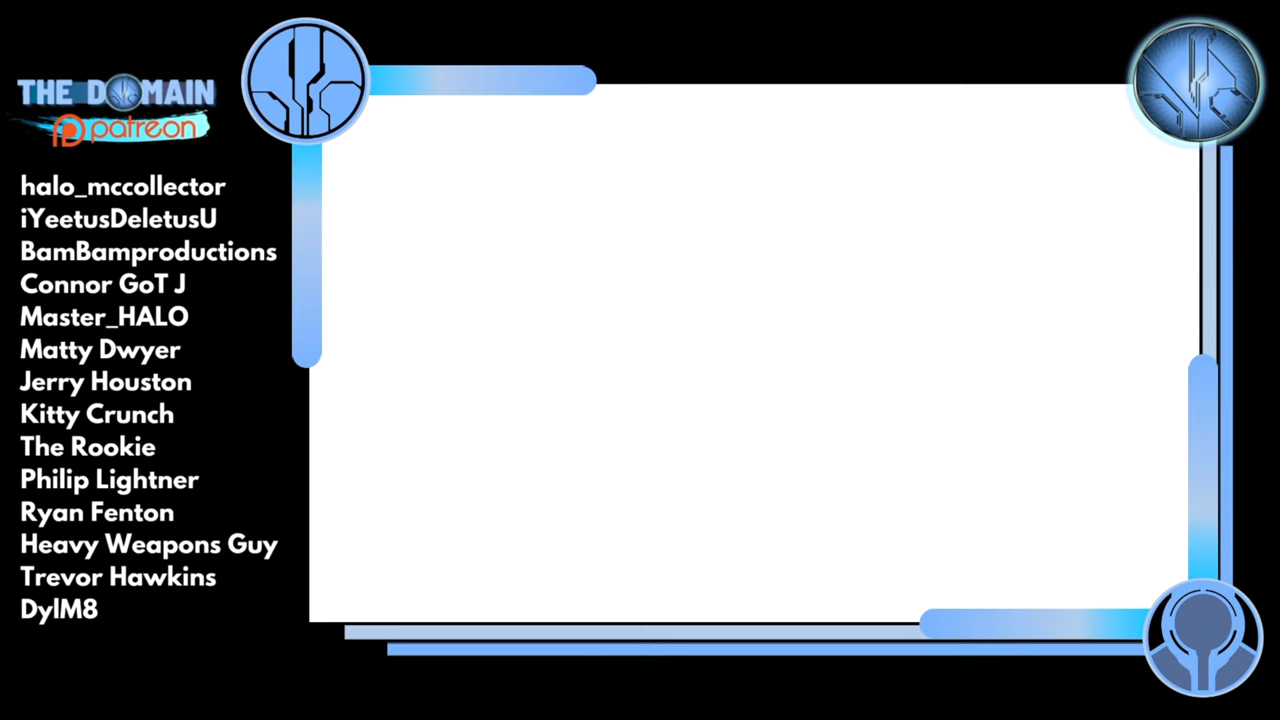 THE DOMAIN
patreon
halo_mccollector
iYeetusDeletusU
BamBamproductions
Connor GoT J
Master_HALO
Matty Dwyer
Jerry Houston
Kitty Crunch
The Rookie
Philip Lightner
Ryan Fenton
Heavy Weapons Guy
Trevor Hawkins
DylM8